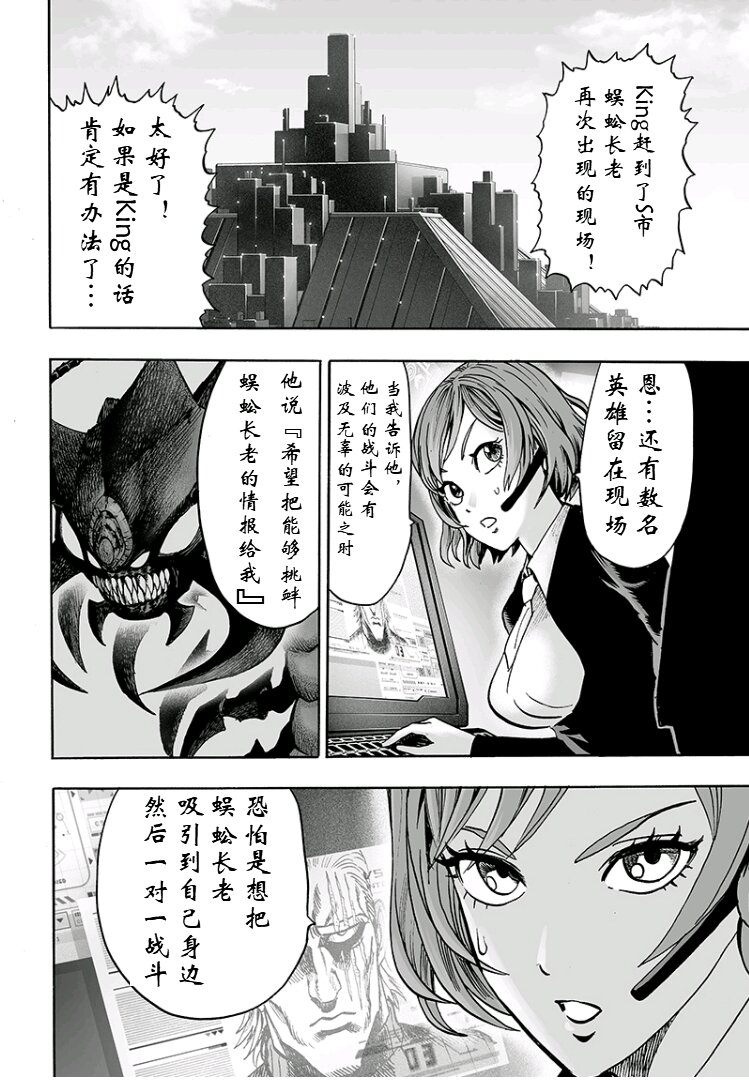 King赶到了S市
蜈蚣长老
再次出现的现场！
太好了！
如果是King的话
肯定有办法了···
恩···还有数名
英雄留在现场
当我告诉他，
他们的战斗会有
波及无辜的可能之时
他说『希望把能够挑衅
蜈蚣长老的情报给我』
恐怕是想把
蜈蚣长老
吸引到自己身边
然后一对一战斗
03